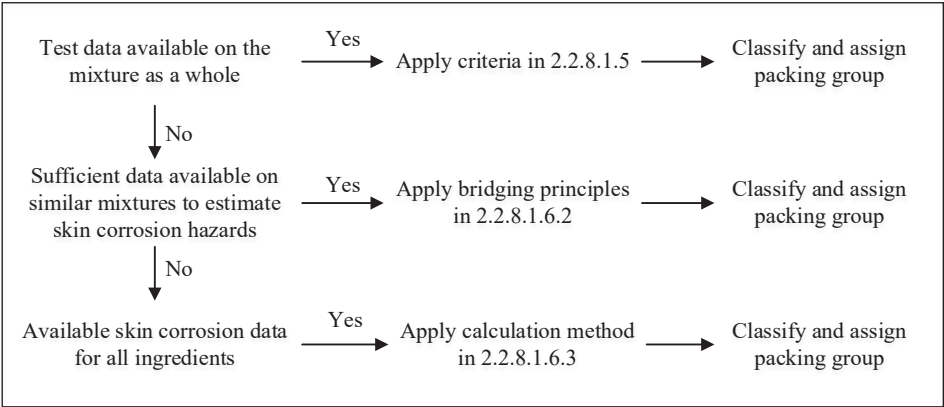 Test data available on the
mixture as a whole
Yes
Apply criteria in 2.2.8.1.5
Classify and assign
packing group
No
Sufficient data available on
similar mixtures to estimate
skin corrosion hazards
Yes
Apply bridging principles
in 2.2.8.1.6.2
Classify and assign
packing group
No
Available skin corrosion data
for all ingredients
Yes
Apply calculation method
in 2.2.8.1.6.3
Classify and assign
packing group